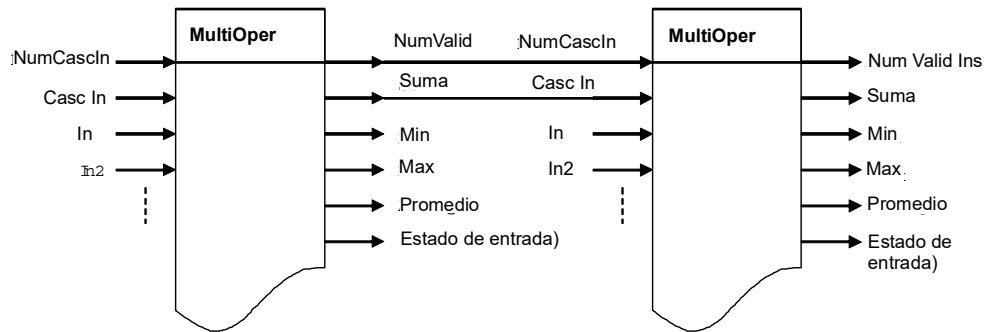 MultiOper
NumCascIn
Casc In
In
In2
NumValid
Suma
Min
Max
Promedio
Estado de entrada)
MultiOper
NumCascIn
Casc In
In
In2
Num Valid Ins
Suma
Min
Max
Promedio
Estado de
entrada)